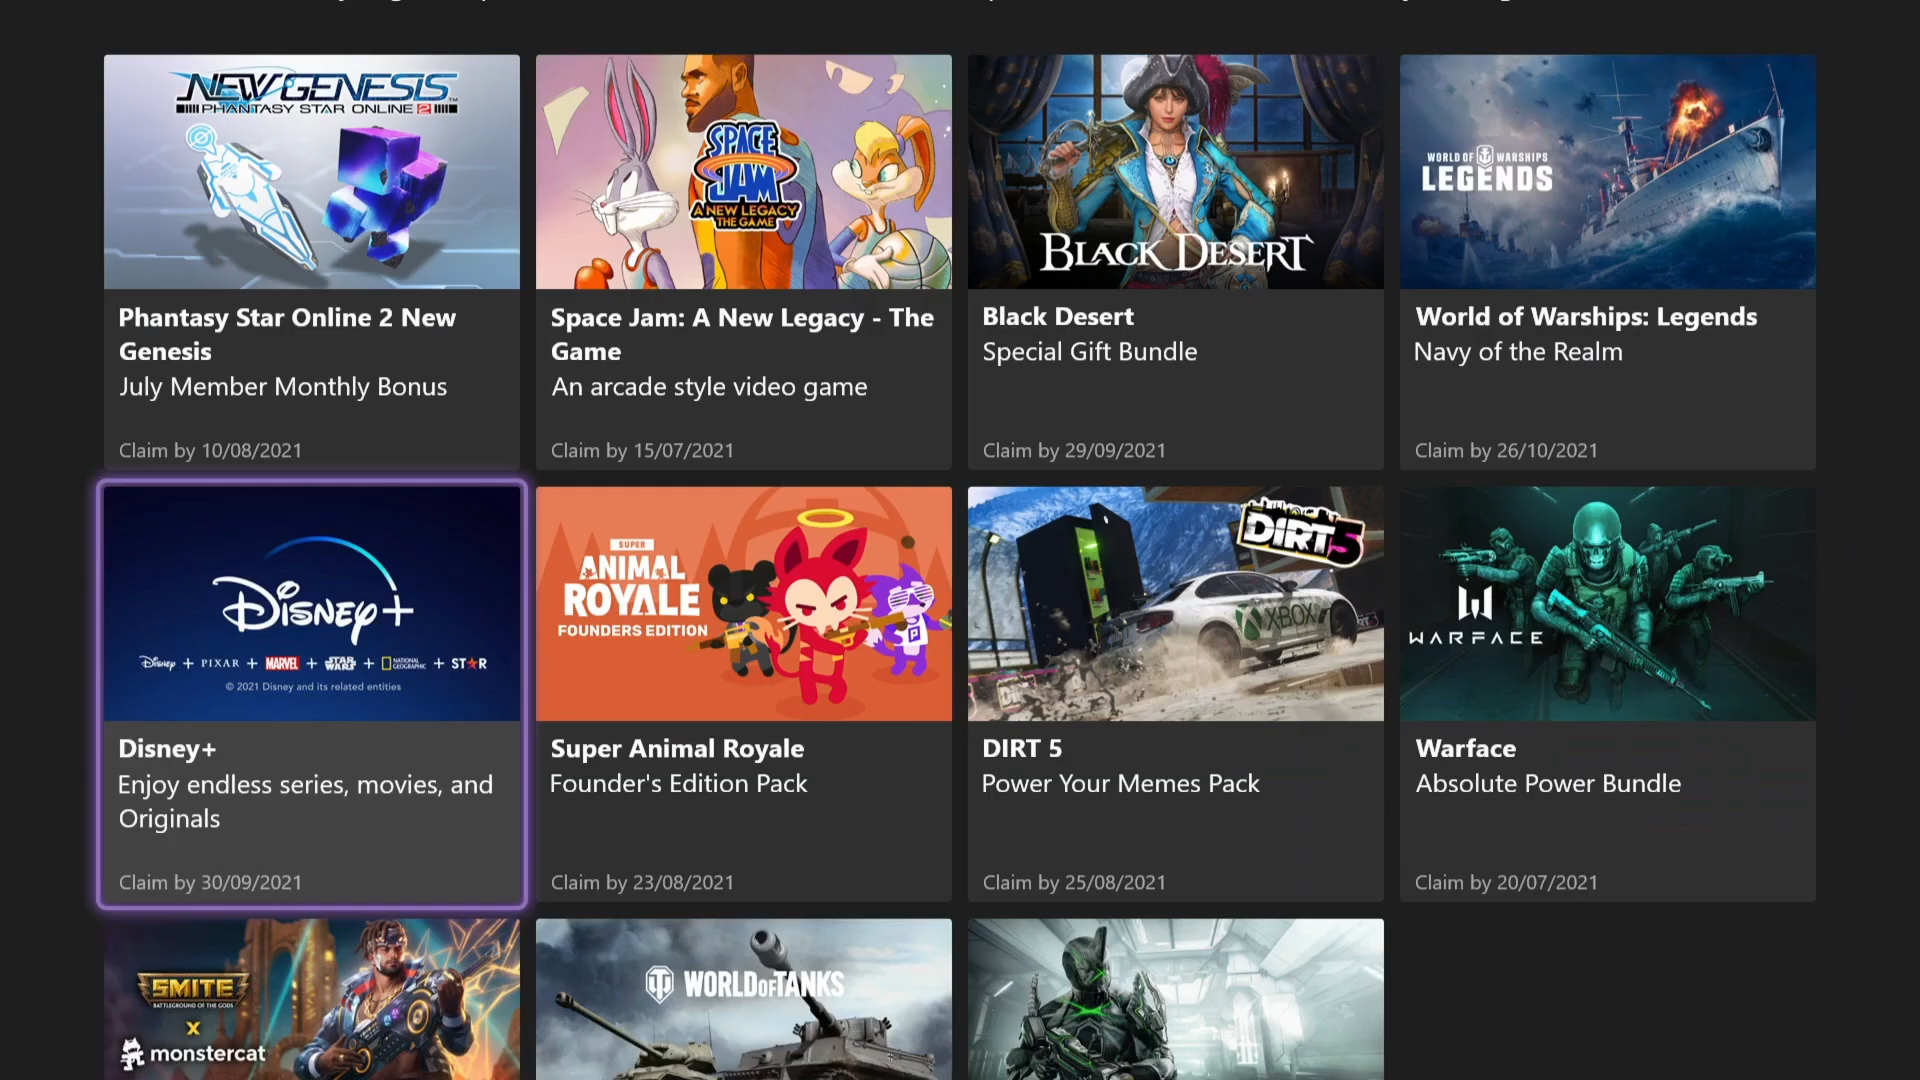 NEW GENESIS
PHANTASY STAR ONLINE 2
Phantasy Star Online 2 New
Genesis
July Member Monthly Bonus
Claim by 10/08/2021
SPACE
JAM
A NEW LEGACY
THE GAME
Space Jam: A New Legacy - The
Game
An arcade style video game
Claim by 15/07/2021
BLACK DESERT
Black Desert
Special Gift Bundle
Claim by 29/09/2021
WORLD OF WARSHIPS
LEGENDS
World of Warships: Legends
Navy of the Realm
Claim by 26/10/2021
Disney+
Disney + PIXAR + MARVEL + STAR WARS + NATIONAL GEOGRAPHIC + STAR
© 2021 Disney and its related entities
Disney+
Enjoy endless series, movies, and
Originals
Claim by 30/09/2021
SUPER
ANIMAL
ROYALE
FOUNDERS EDITION
P
Super Animal Royale
Founder's Edition Pack
Claim by 23/08/2021
DIRT 5
XBOX
DIRT 5
Power Your Memes Pack
Claim by 25/08/2021
WARFACE
Warface
Absolute Power Bundle
Claim by 20/07/2021
SMITE
BATTLEGROUND OF THE GODS
X
monstercat
WORLD OF TANKS